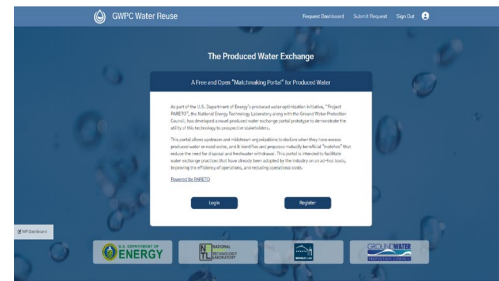 GWPC Water Reuse
Request Dashboard Submit Request Sign Out
The Produced Water Exchange
A Free and Open "Matchmaking Portal" for Produced Water
As part of the U.S. Department of Energy's produced water optimization initiative, "Project
PARETO", the National Energy Technology Laboratory along with the Ground Water Protection
Council, has developed a novel produced water exchange portal prototype to demonstrate the
utility of this technology to prospective stakeholders.
This portal allows upstream and midstream organizations to declare when they have excess
produced water or need water, and it identifies and proposes mutually beneficial "matches" that
reduce the need for disposal and freshwater withdrawal. This portal is intended to facilitate
water exchange practices that have already been adopted by the industry on an ad-hoc basis,
improving the efficiency of operations, and reducing operational costs.
Powered by PARETO
Login
Register
WP Dashboard
U.S. DEPARTMENT OF
ENERGY
NATIONAL
TECHNOLOGY
LABORATORY
GROUNDWATER